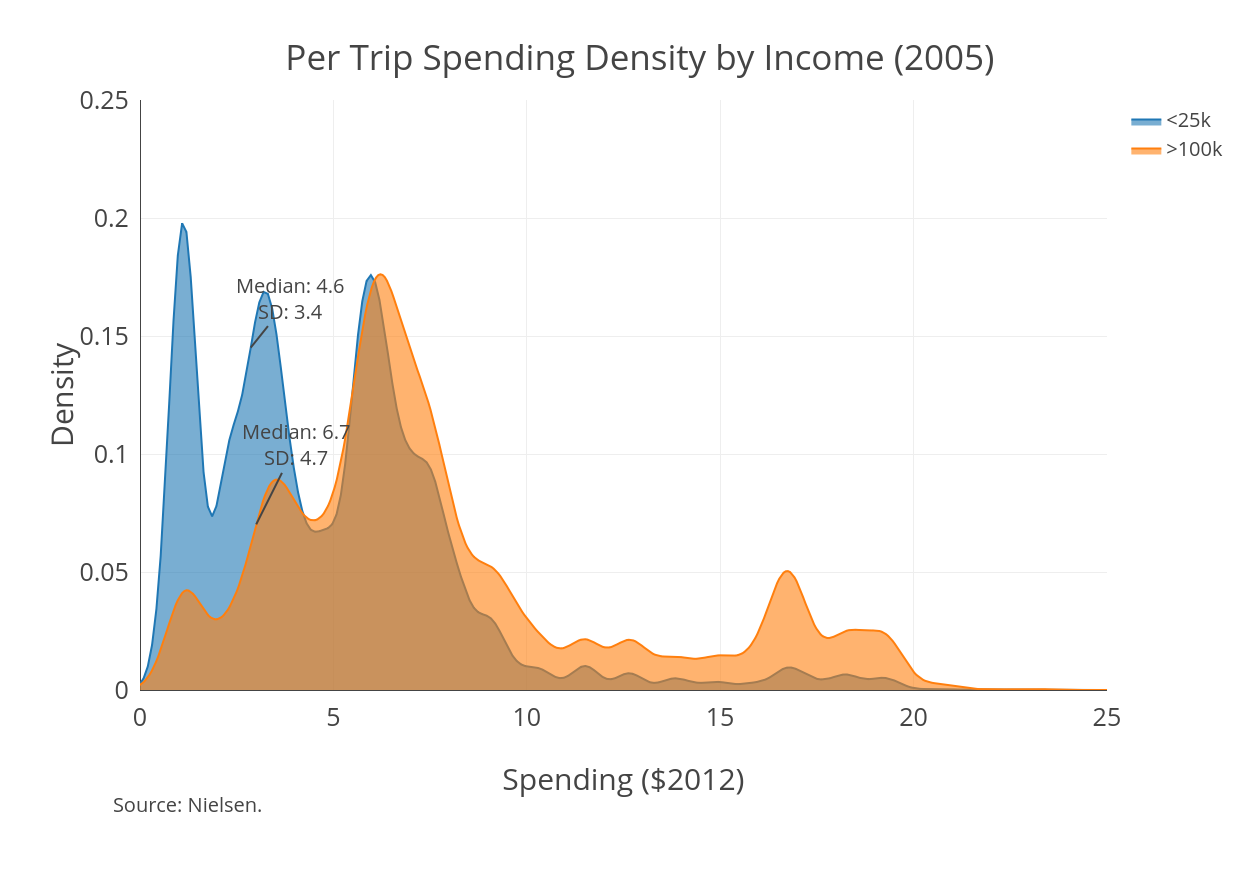 Per Trip Spending Density by Income (2005)
0.25
0.2
0.15
0.1
0.05
0
Density
<25k
>100k
Median: 4.6
SD: 3.4
Median: 6.7
SD: 4.7
0 5 10 15 20 25
Spending ($2012)
Source: Nielsen.